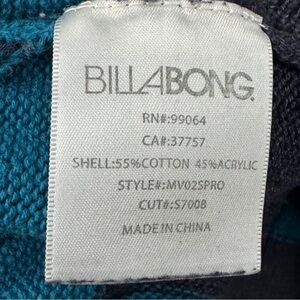 BILLABONG.
RN#:99064
CA#:37757
SHELL:55%COTTON 45%ACRYLIC
STYLE#:MV02SPRO
CUT#:S7008
MADE IN CHINA